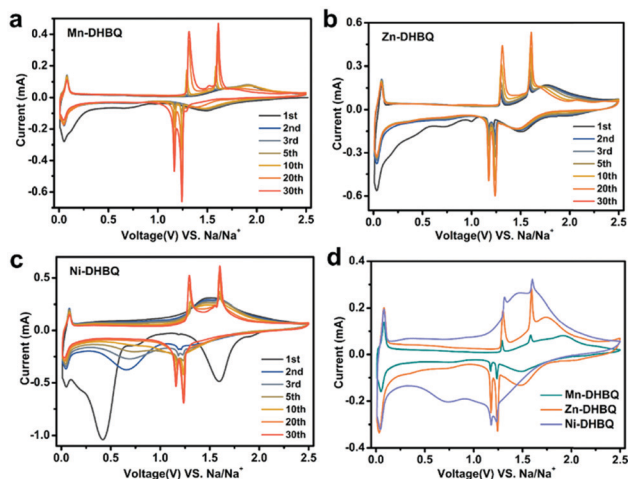 a
Mn-DHBQ
Current (mA)
0.4
0.2
0.0
-0.2
-0.4
-0.6
1st
2nd
3rd
5th
10th
20th
30th
0.0 0.5 1.0 1.5 2.0 2.5
Voltage(V) VS. Na/Na⁺
b
Zn-DHBQ
Current (mA)
0.6
0.3
0.0
-0.3
-0.6
1st
2nd
3rd
5th
10th
20th
30th
0.0 0.5 1.0 1.5 2.0 2.5
Voltage(V) VS. Na/Na⁺
c
Ni-DHBQ
Current (mA)
0.5
0.0
-0.5
-1.0
1st
2nd
3rd
5th
10th
20th
30th
0.0 0.5 1.0 1.5 2.0 2.5
Voltage(V) VS. Na/Na⁺
d
Current (mA)
0.4
0.2
0.0
-0.2
-0.4
Mn-DHBQ
Zn-DHBQ
Ni-DHBQ
0.0 0.5 1.0 1.5 2.0 2.5
Voltage(V) VS. Na/Na⁺